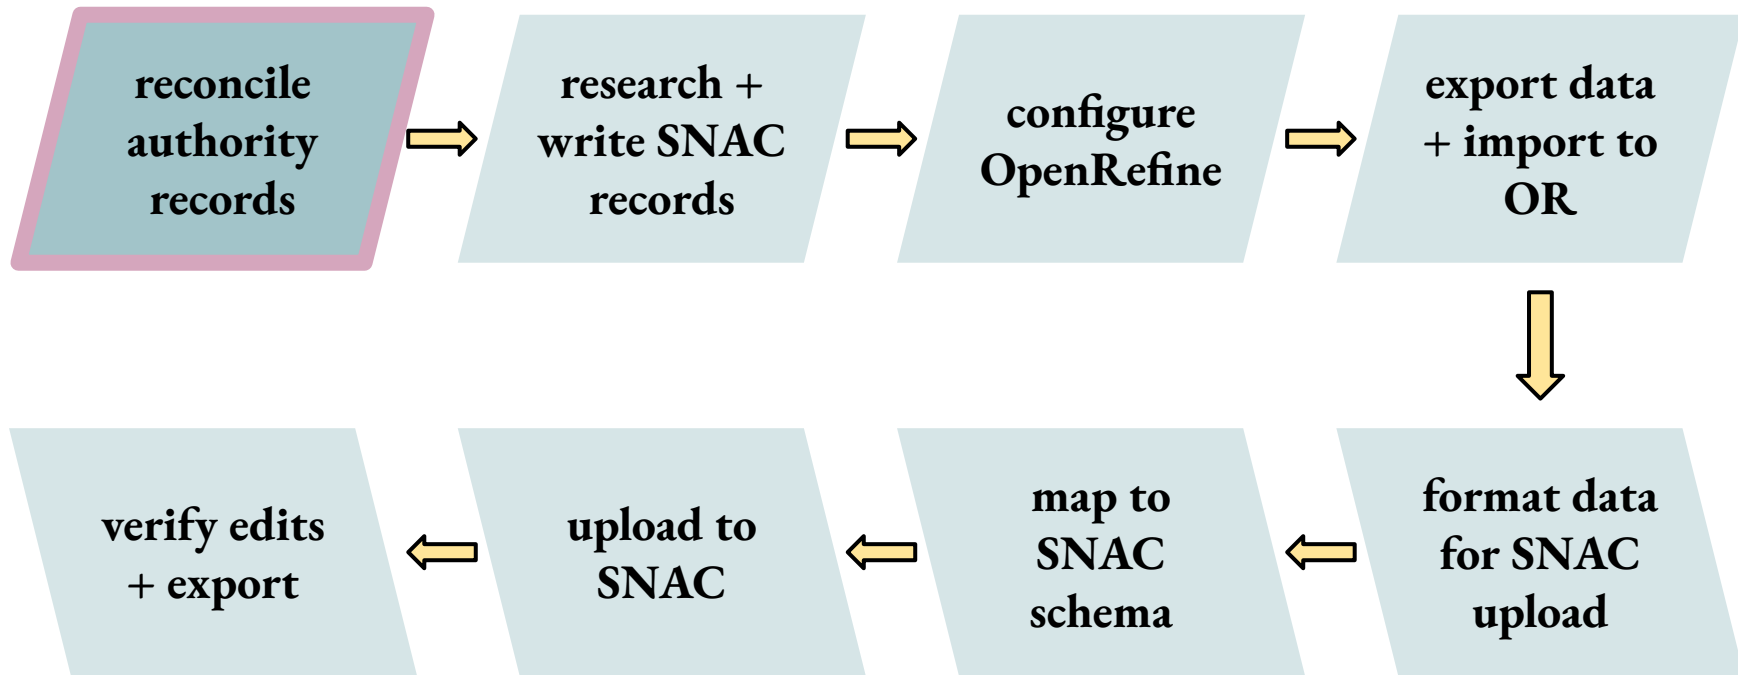 reconcile
authority
records
research +
write SNAC
records
configure
OpenRefine
export data
+ import to
OR
format data
for SNAC
upload
map to
SNAC
schema
upload to
SNAC
verify edits
+ export